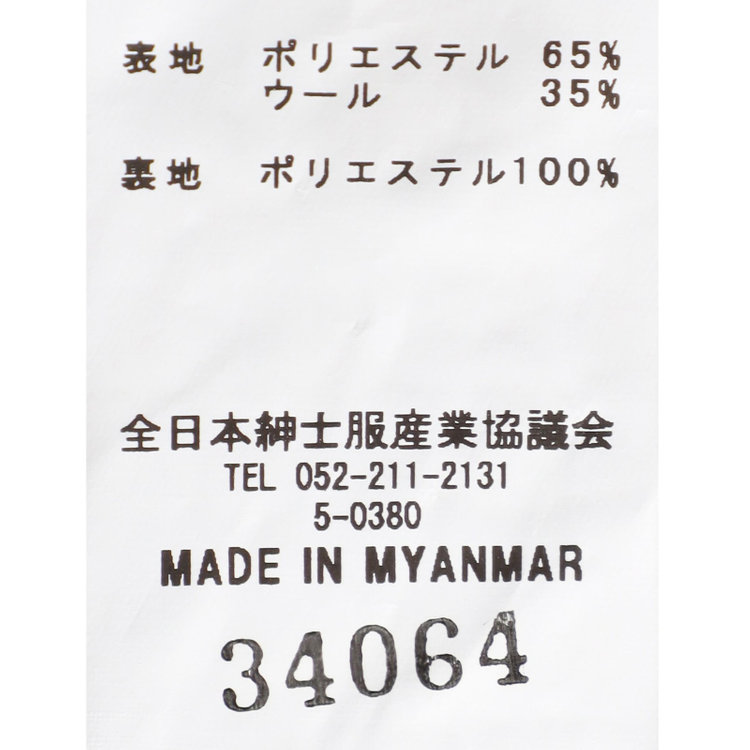 表地 ポリエステル 65%
ウール 35%
裏地 ポリエステル100%
全日本紳士服産業協議会
TEL 052-211-2131
5-0380
MADE IN MYANMAR
34064